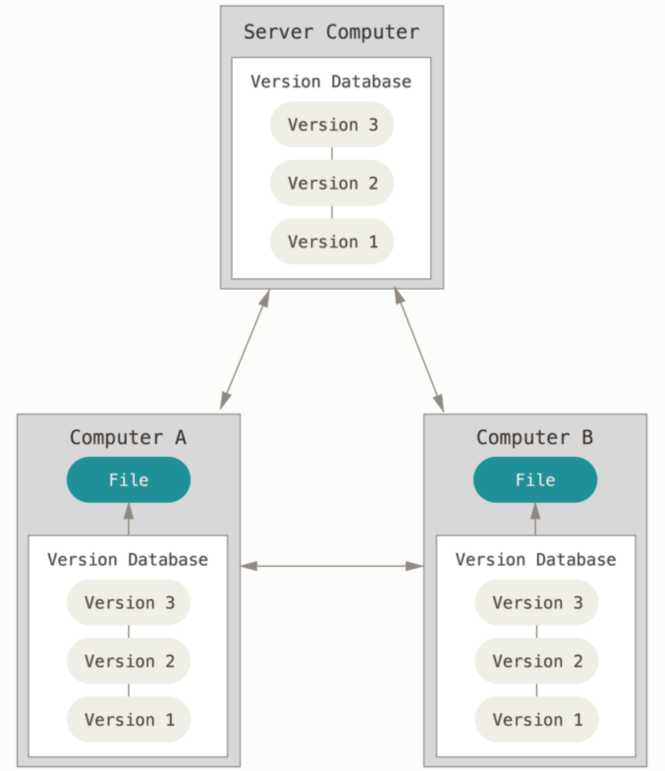 Server Computer
Version Database
Version 3
Version 2
Version 1
Computer A
File
Version Database
Version 3
Version 2
Version 1
Computer B
File
Version Database
Version 3
Version 2
Version 1